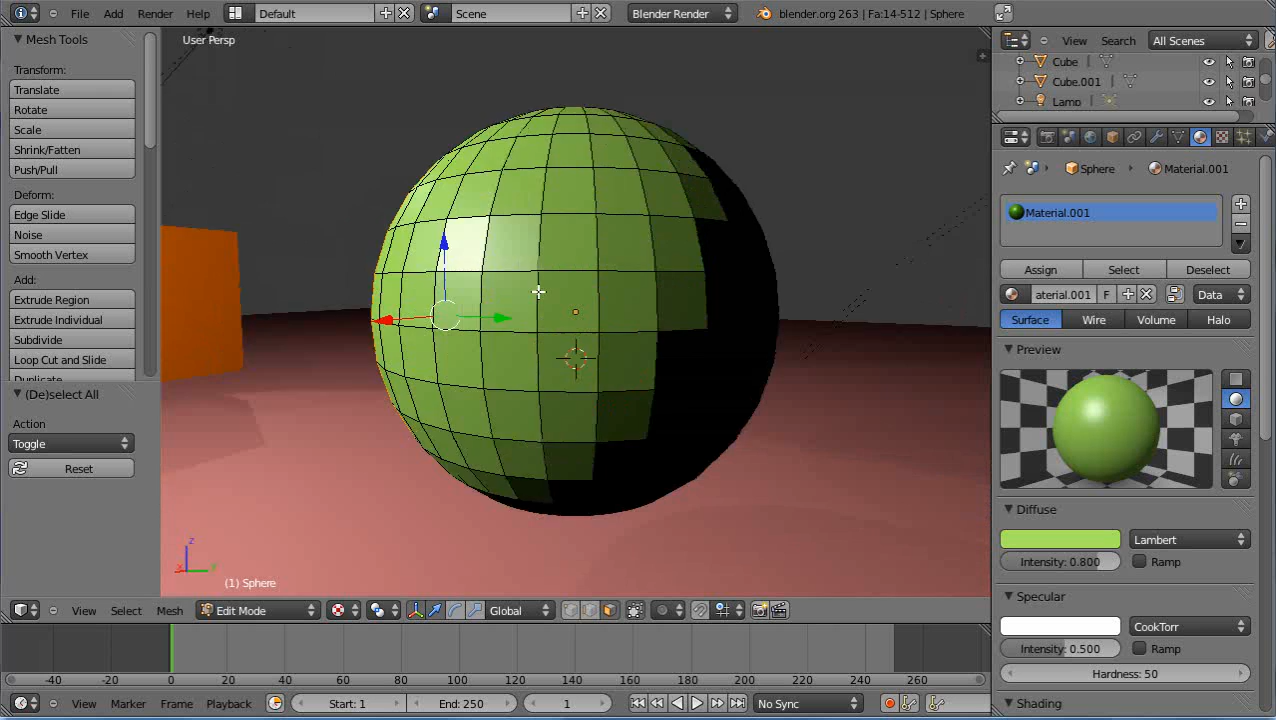 File Add Render Help Default Scene Blender Render blender.org 263 | Fa:14-512 | Sphere
Mesh Tools
Transform:
Translate
Rotate
Scale
Shrink/Fatten
Push/Pull
Deform:
Edge Slide
Noise
Smooth Vertex
Add:
Extrude Region
Extrude Individual
Subdivide
Loop Cut and Slide
Duplicate
(De)select All
Action
Toggle
Reset
User Persp
z
x y
(1) Sphere
View Select Mesh Edit Mode Global
-40 -20 0 20 40 60 80 100 120 140 160 180 200 220 240 260
View Marker Frame Playback Start: 1 End: 250 1 No Sync
View Search All Scenes
Cube
Cube.001
Lamp
Sphere Material.001
Material.001
Assign Select Deselect
aterial.001 F Data
Surface Wire Volume Halo
Preview
Diffuse
Lambert
Intensity: 0.800 Ramp
Specular
CookTorr
Intensity: 0.500 Ramp
Hardness: 50
Shading